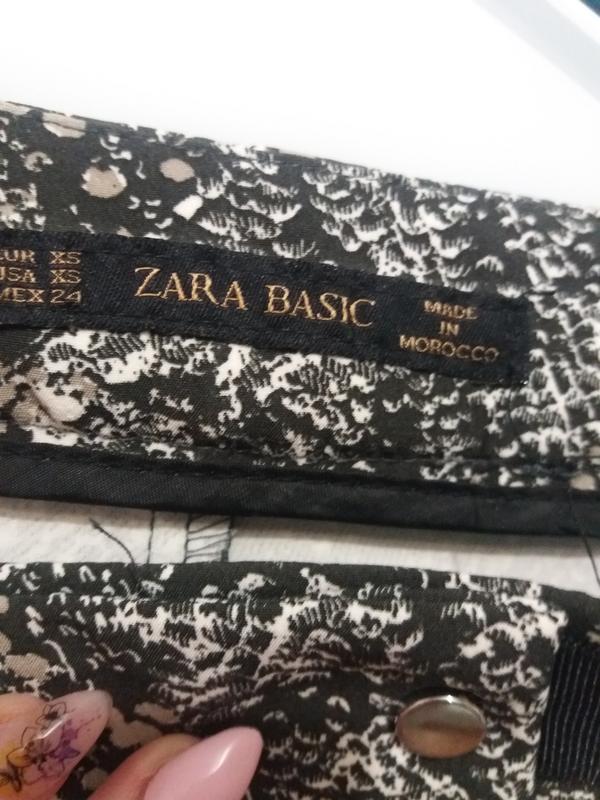 EUR XS
USA XS
MEX 24
ZARA BASIC
MADE
IN
MOROCCO